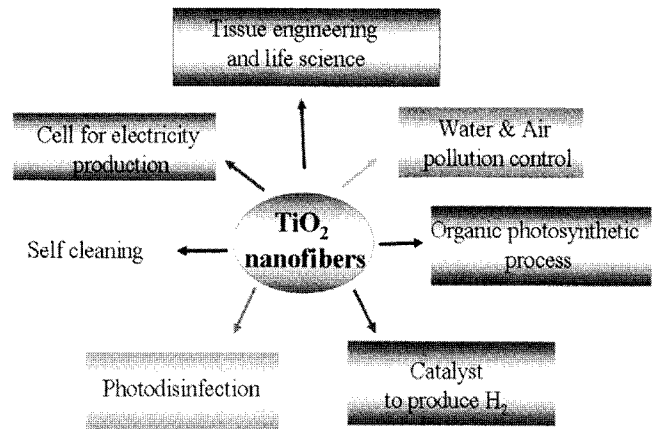 Tissue engineering
and life science
Cell for electricity
production
Water & Air
pollution control
TiO₂
nanofibers
Self cleaning
Organic photosynthetic
process
Photodisinfection
Catalyst
to produce H₂